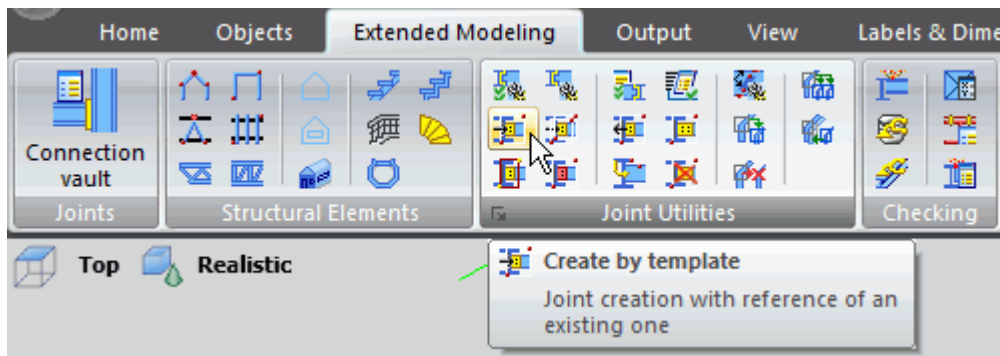 Home Objects Extended Modeling Output View Labels & Dime
Connection
vault
Joints Structural Elements Joint Utilities Checking
Top Realistic
Create by template
Joint creation with reference of an
existing one